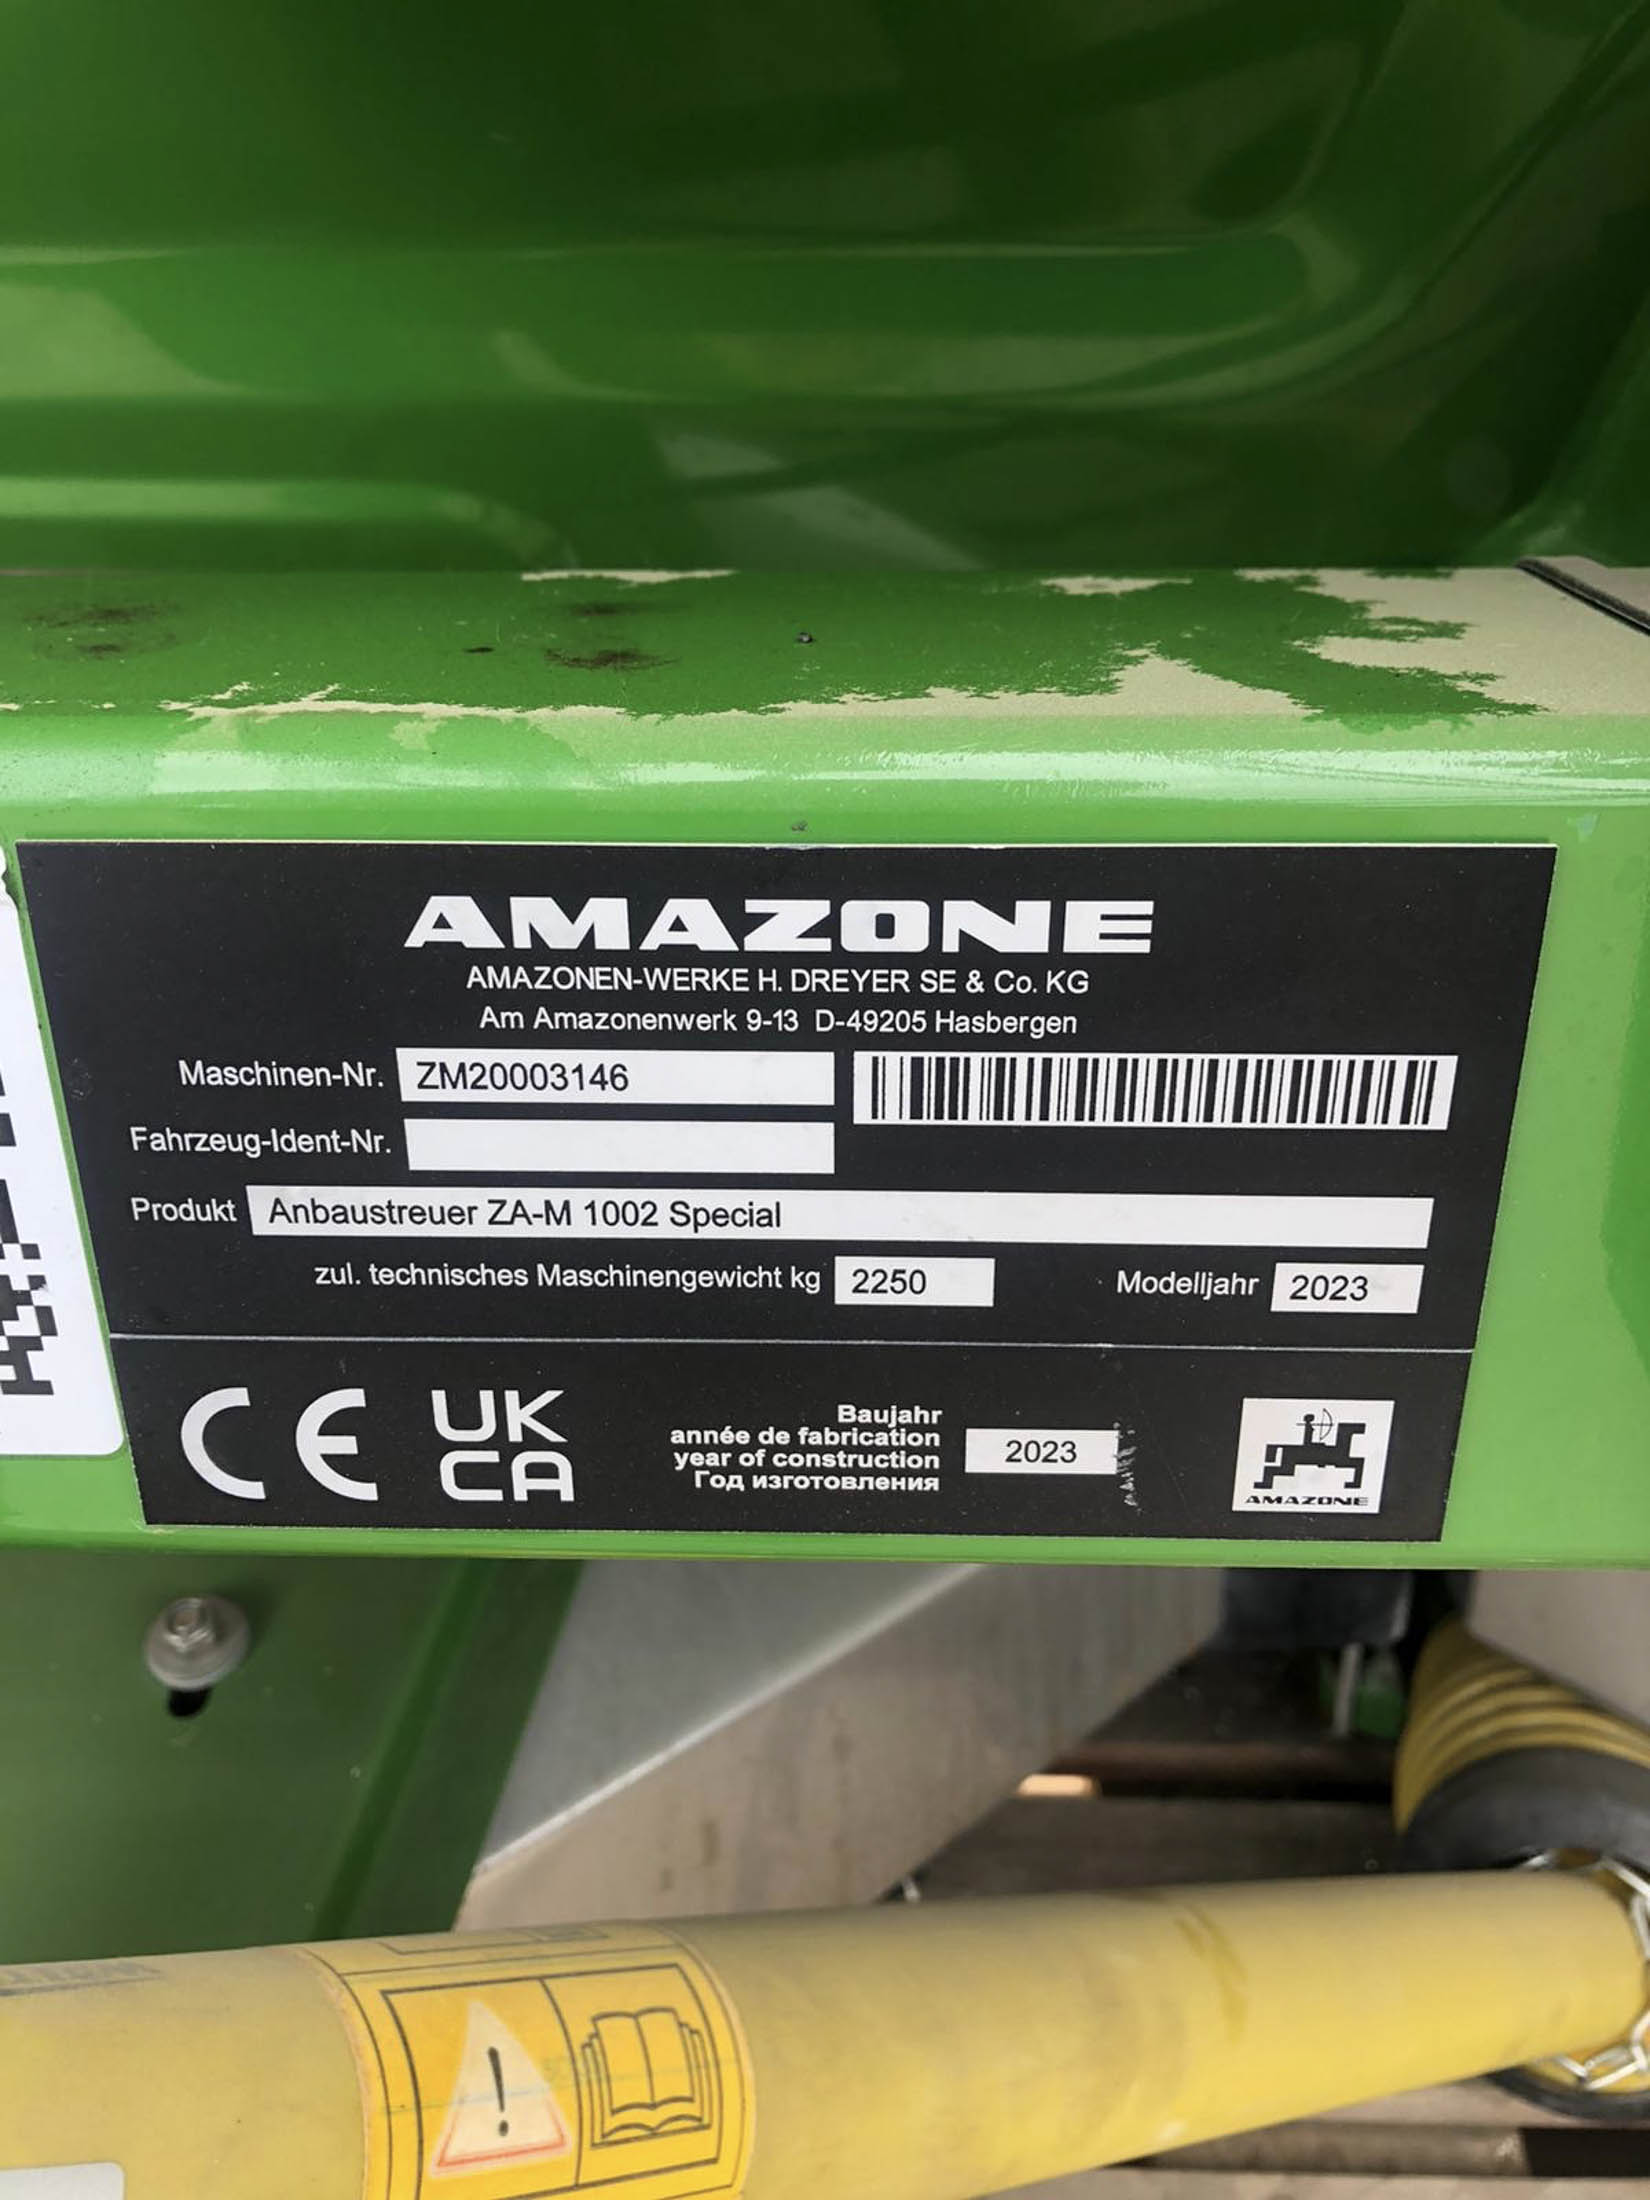 AMAZONE
AMAZONEN-WERKE H. DREYER SE & Co. KG
Am Amazonenwerk 9-13 D-49205 Hasbergen
Maschinen-Nr. ZM20003146
Fahrzeug-Ident-Nr.
Produkt Anbaustreuer ZA-M 1002 Special
zul. technisches Maschinengewicht kg 2250 Modelljahr 2023
CE UK CA
Baujahr
année de fabrication
year of construction
Год изготовления
2023
AMAZONE